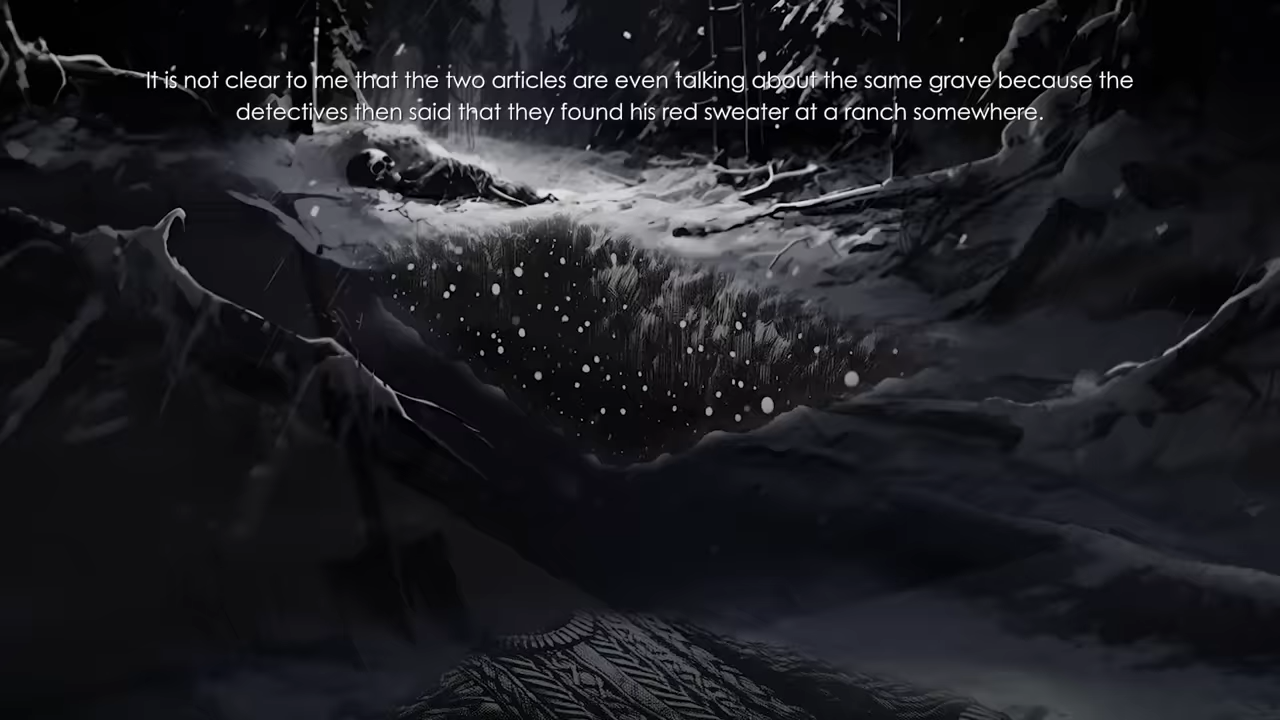 It is not clear to me that the two articles are even talking about the same grave because the
detectives then said that they found his red sweater at a ranch somewhere.